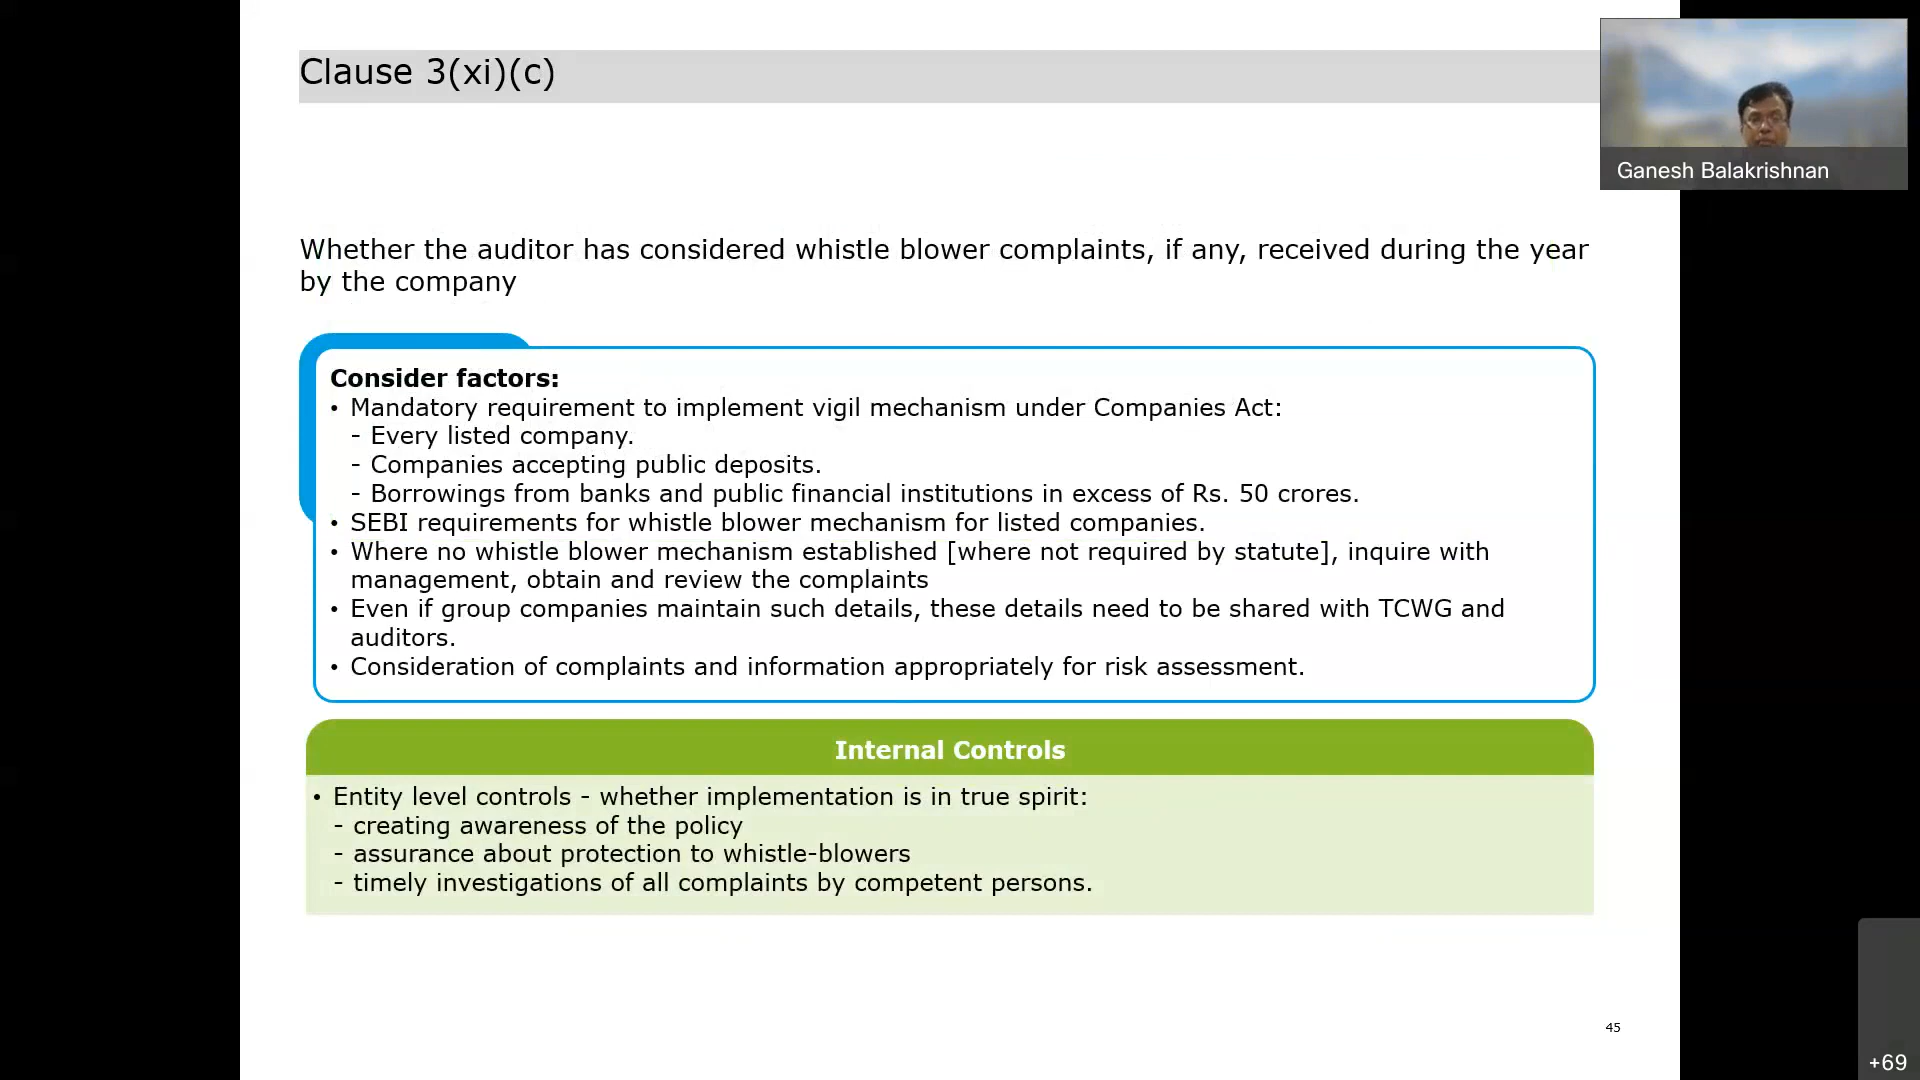 Clause 3(xi)(c)
Ganesh Balakrishnan
Whether the auditor has considered whistle blower complaints, if any, received during the year
by the company
Consider factors:
• Mandatory requirement to implement vigil mechanism under Companies Act:
- Every listed company.
- Companies accepting public deposits.
- Borrowings from banks and public financial institutions in excess of Rs. 50 crores.
• SEBI requirements for whistle blower mechanism for listed companies.
• Where no whistle blower mechanism established [where not required by statute], inquire with
management, obtain and review the complaints
• Even if group companies maintain such details, these details need to be shared with TCWG and
auditors.
• Consideration of complaints and information appropriately for risk assessment.
Internal Controls
• Entity level controls - whether implementation is in true spirit:
- creating awareness of the policy
- assurance about protection to whistle-blowers
- timely investigations of all complaints by competent persons.
45
+69